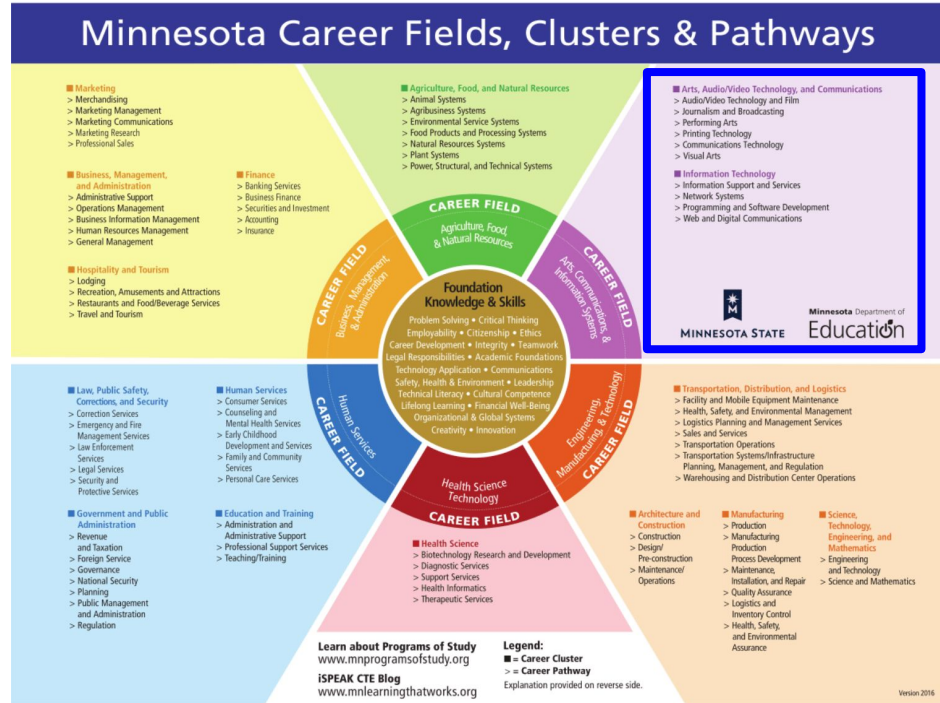 Minnesota Career Fields, Clusters & Pathways
■ Marketing
> Merchandising
> Marketing Management
> Marketing Communications
> Marketing Research
> Professional Sales
■ Business, Management,
and Administration
> Administrative Support
> Operations Management
> Business Information Management
> Human Resources Management
> General Management
■ Finance
> Banking Services
> Business Finance
> Securities and Investment
> Accounting
> Insurance
■ Hospitality and Tourism
> Lodging
> Recreation, Amusements and Attractions
> Restaurants and Food/Beverage Services
> Travel and Tourism
■ Agriculture, Food, and Natural Resources
> Animal Systems
> Agribusiness Systems
> Environmental Service Systems
> Food Products and Processing Systems
> Natural Resources Systems
> Plant Systems
> Power, Structural, and Technical Systems
■ Arts, Audio/Video Technology, and Communications
> Audio/Video Technology and Film
> Journalism and Broadcasting
> Performing Arts
> Printing Technology
> Communications Technology
> Visual Arts
■ Information Technology
> Information Support and Services
> Network Systems
> Programming and Software Development
> Web and Digital Communications
MINNESOTA STATE
Minnesota Department of
Education
CAREER FIELD
Agriculture, Food,
& Natural Resources
CAREER FIELD
Business, Management,
& Administration
CAREER FIELD
Arts, Communications, &
Information Systems
Foundation
Knowledge & Skills
Problem Solving • Critical Thinking
Employability • Citizenship • Ethics
Career Development • Integrity • Teamwork
Legal Responsibilities • Academic Foundations
Technology Application • Communications
Safety, Health & Environment • Leadership
Technical Literacy • Cultural Competence
Lifelong Learning • Financial Well-Being
Organizational & Global Systems
Creativity • Innovation
CAREER FIELD
Human Services
Engineering,
Manufacturing, & Technology
CAREER FIELD
Health Science
Technology
CAREER FIELD
■ Law, Public Safety,
Corrections, and Security
> Correction Services
> Emergency and Fire
Management Services
> Law Enforcement
Services
> Legal Services
> Security and
Protective Services
■ Human Services
> Consumer Services
> Counseling and
Mental Health Services
> Early Childhood
Development and Services
> Family and Community
Services
> Personal Care Services
■ Government and Public
Administration
> Revenue
and Taxation
> Foreign Service
> Governance
> National Security
> Planning
> Public Management
and Administration
> Regulation
■ Education and Training
> Administration and
Administrative Support
> Professional Support Services
> Teaching/Training
■ Health Science
> Biotechnology Research and Development
> Diagnostic Services
> Support Services
> Health Informatics
> Therapeutic Services
■ Transportation, Distribution, and Logistics
> Facility and Mobile Equipment Maintenance
> Health, Safety, and Environmental Management
> Logistics Planning and Management Services
> Sales and Services
> Transportation Operations
> Transportation Systems/Infrastructure
Planning, Management, and Regulation
> Warehousing and Distribution Center Operations
■ Architecture and
Construction
> Construction
> Design/
Pre-construction
> Maintenance/
Operations
■ Manufacturing
> Production
> Manufacturing
Production
Process Development
> Maintenance,
Installation, and Repair
> Quality Assurance
> Logistics and
Inventory Control
> Health, Safety,
and Environmental
Assurance
■ Science,
Technology,
Engineering, and
Mathematics
> Engineering
and Technology
> Science and Mathematics
Learn about Programs of Study
www.mnprogramsofstudy.org
iSPEAK CTE Blog
www.mnlearningthatworks.org
Legend:
■ = Career Cluster
> = Career Pathway
Explanation provided on reverse side.
Version 2016